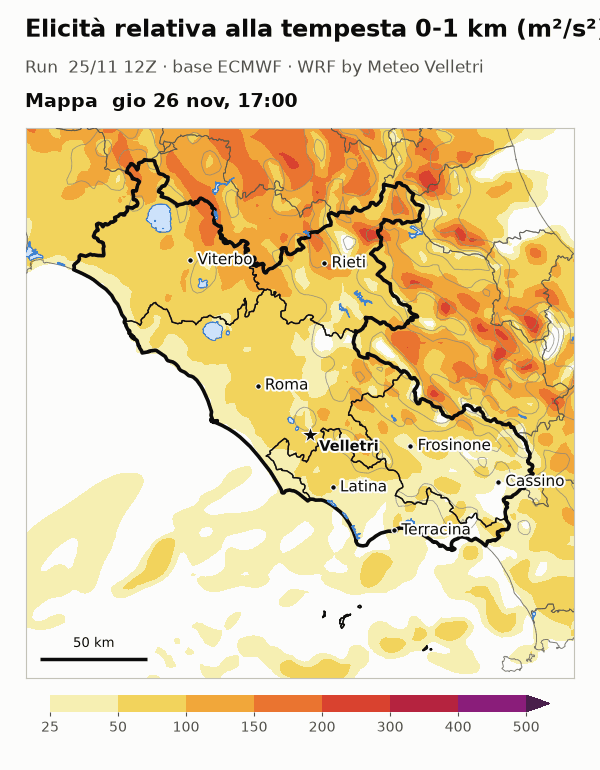 Elicità relativa alla tempesta 0-1 km (m²/s²)
Run  25/11 12Z · base ECMWF · WRF by Meteo Velletri
Mappa  gio 26 nov, 17:00
Viterbo
Rieti
Roma
Velletri
Frosinone
Cassino
Latina
Terracina
50 km
25 50 100 150 200 300 400 500